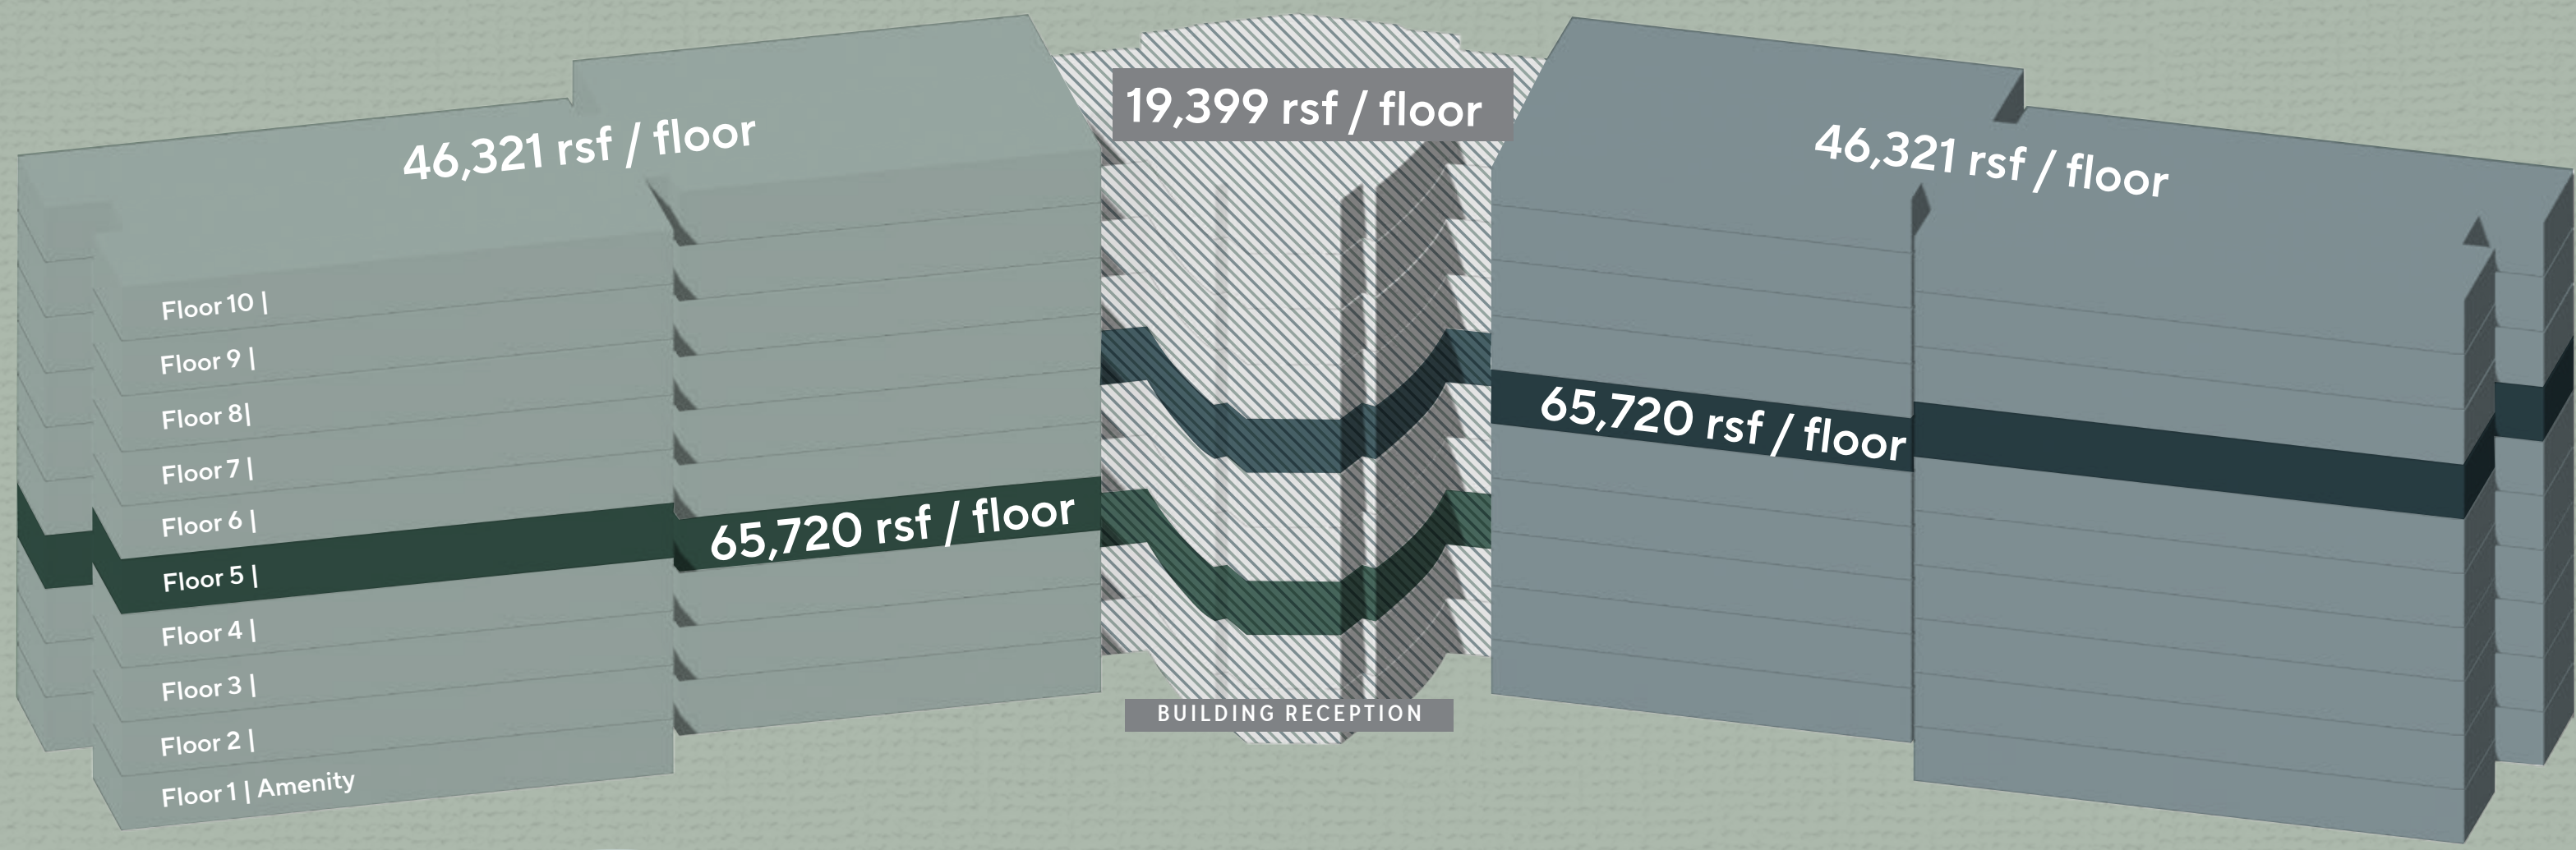 46,321 rsf / floor
19,399 rsf / floor
46,321 rsf / floor
Floor 10 |
Floor 9 |
Floor 8|
Floor 7 |
Floor 6 |
Floor 5 |
Floor 4 |
Floor 3 |
Floor 2 |
Floor 1 | Amenity
65,720 rsf / floor
65,720 rsf / floor
BUILDING RECEPTION